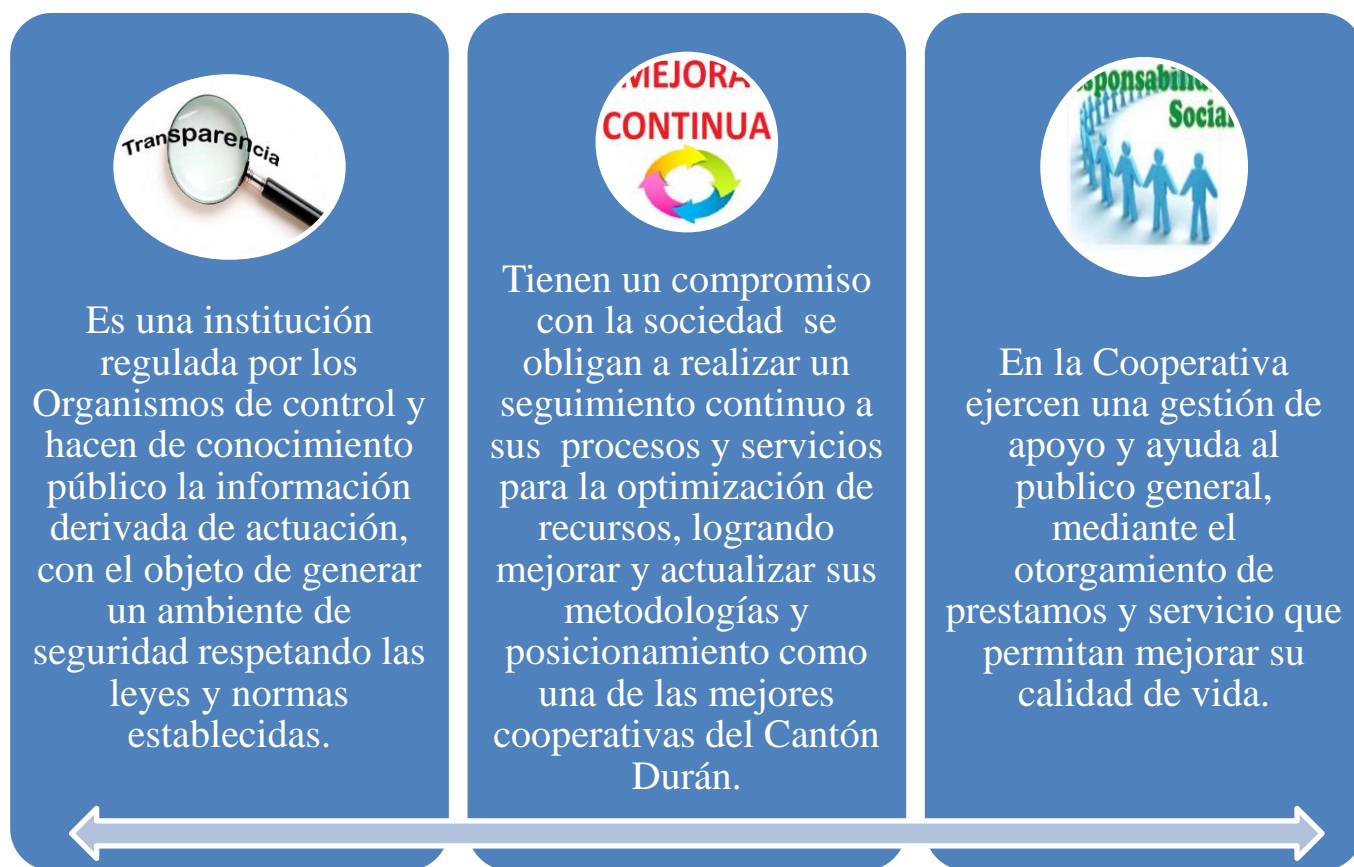 Transparencia
Es una institución
regulada por los
Organismos de control y
hacen de conocimiento
público la información
derivada de actuación,
con el objeto de generar
un ambiente de
seguridad respetando las
leyes y normas
establecidas.
MEJORA
CONTINUA
Tienen un compromiso
con la sociedad  se
obligan a realizar un
seguimiento continuo a
sus  procesos y servicios
para la optimización de
recursos, logrando
mejorar y actualizar sus
metodologías y
posicionamiento como
una de las mejores
cooperativas del Cantón
Durán.
Social
En la Cooperativa
ejercen una gestión de
apoyo y ayuda al
publico general,
mediante el
otorgamiento de
prestamos y servicio que
permitan mejorar su
calidad de vida.